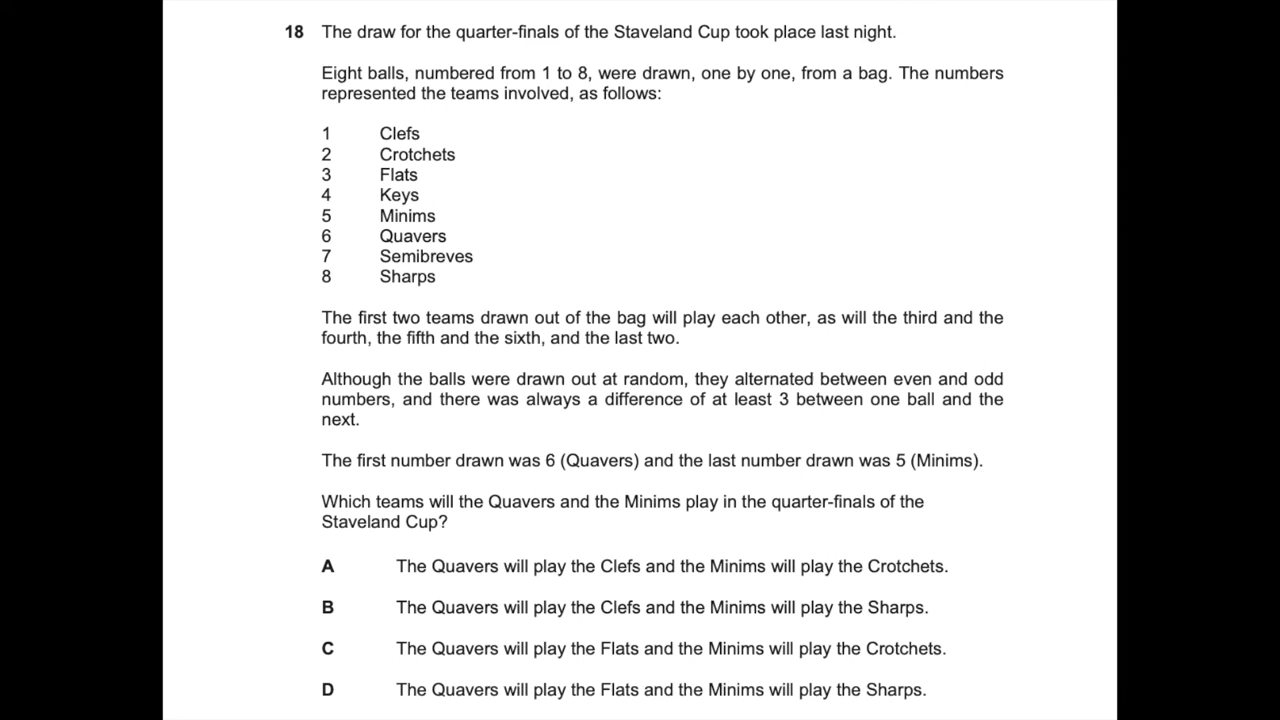 18 The draw for the quarter-finals of the Staveland Cup took place last night.
Eight balls, numbered from 1 to 8, were drawn, one by one, from a bag. The numbers
represented the teams involved, as follows:
1 Clefs
2 Crotchets
3 Flats
4 Keys
5 Minims
6 Quavers
7 Semibreves
8 Sharps
The first two teams drawn out of the bag will play each other, as will the third and the
fourth, the fifth and the sixth, and the last two.
Although the balls were drawn out at random, they alternated between even and odd
numbers, and there was always a difference of at least 3 between one ball and the
next.
The first number drawn was 6 (Quavers) and the last number drawn was 5 (Minims).
Which teams will the Quavers and the Minims play in the quarter-finals of the
Staveland Cup?
A The Quavers will play the Clefs and the Minims will play the Crotchets.
B The Quavers will play the Clefs and the Minims will play the Sharps.
C The Quavers will play the Flats and the Minims will play the Crotchets.
D The Quavers will play the Flats and the Minims will play the Sharps.